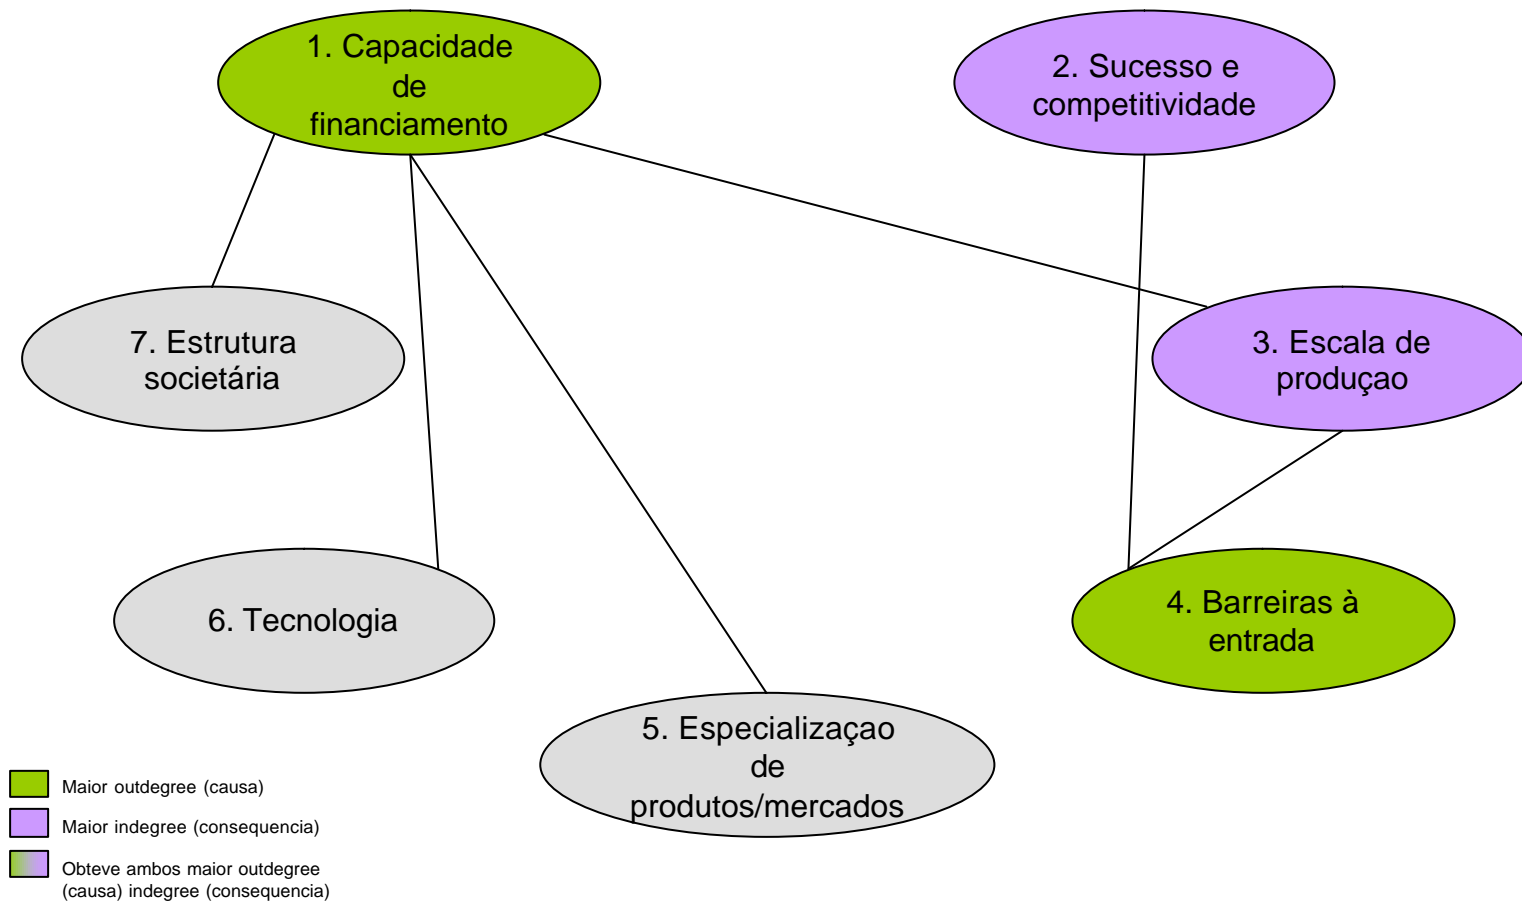 1. Capacidade
de
financiamento
2. Sucesso e
competitividade
7. Estrutura
societária
3. Escala de
produçao
6. Tecnologia
4. Barreiras à
entrada
5. Especializaçao
de
produtos/mercados
Maior outdegree (causa)
Maior indegree (consequencia)
Obteve ambos maior outdegree
(causa) indegree (consequencia)